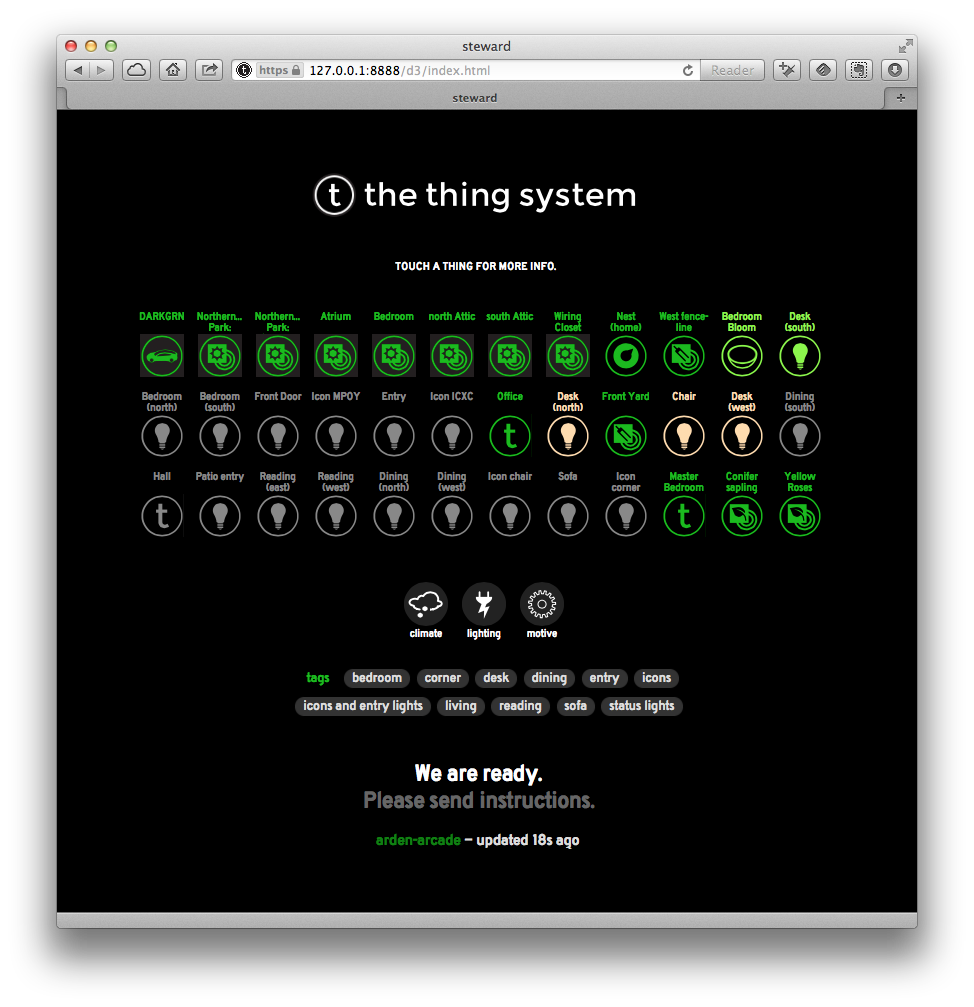 steward
https 127.0.0.1:8888/d3/index.html Reader
steward
t the thing system
TOUCH A THING FOR MORE INFO.
DARKGRN Northern... Park: Northern... Park: Atrium Bedroom north Attic south Attic Wiring Closet Nest (home) West fence-line Bedroom Bloom Desk (south)
Bedroom (north) Bedroom (south) Front Door Icon MPOY Entry Icon ICXC Office Desk (north) Front Yard Chair Desk (west) Dining (south)
t
Hall Patio entry Reading (east) Reading (west) Dining (north) Dining (west) Icon chair Sofa Icon corner Master Bedroom Conifer sapling Yellow Roses
t t
climate lighting motive
tags bedroom corner desk dining entry icons
icons and entry lights living reading sofa status lights
We are ready.
Please send instructions.
arden-arcade – updated 18s ago